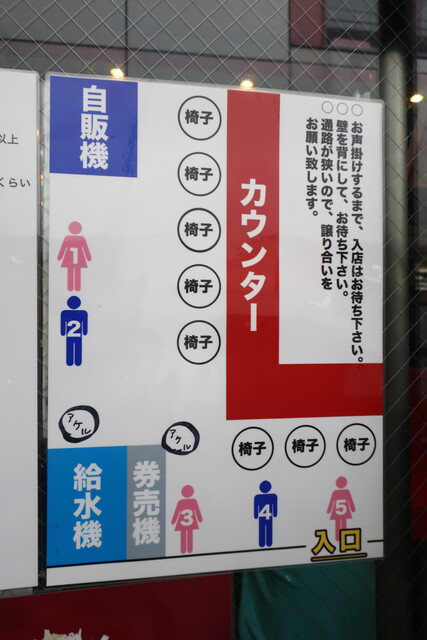 ○○○
お声掛けするまで、入店はお待ち下さい。
壁を背にして、お待ち下さい。
通路が狭いので、譲り合いを
お願い致します。
自販機
椅子
椅子
椅子
椅子
椅子
カウンター
1
2
アケル
アケル
給水機
券売機
椅子
椅子
椅子
3
4
5
入口
以上
くらい